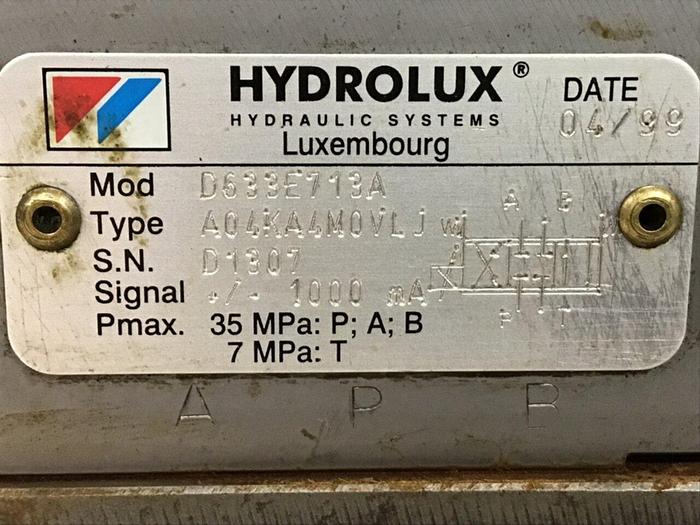 HYDROLUX®
HYDRAULIC SYSTEMS
Luxembourg
DATE
04/99
Mod D633E713A
Type A04KA4M0VLJ
S.N. D1307
Signal +/- 1000 mA
Pmax. 35 MPa: P; A; B
7 MPa: T
A B
P T
A P B